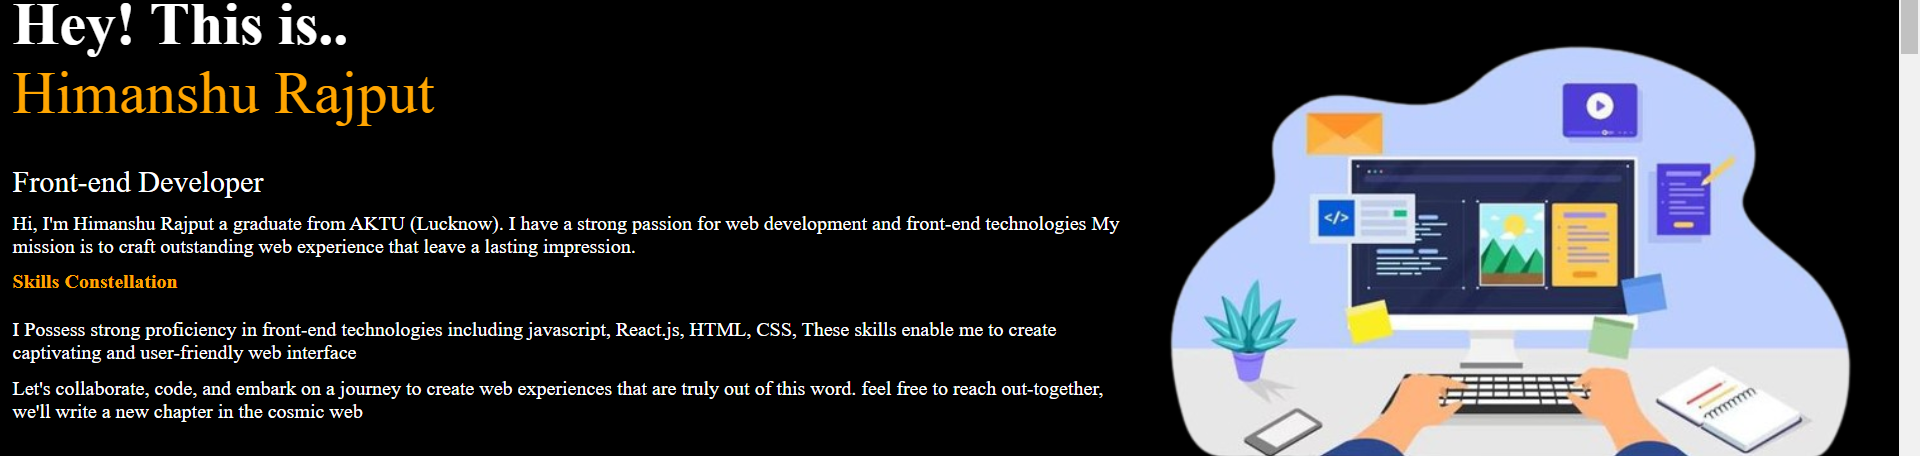 Hey! This is..
Himanshu Rajput
Front-end Developer
Hi, I'm Himanshu Rajput a graduate from AKTU (Lucknow). I have a strong passion for web development and front-end technologies My
mission is to craft outstanding web experience that leave a lasting impression.
Skills Constellation
I Possess strong proficiency in front-end technologies including javascript, React.js, HTML, CSS, These skills enable me to create
captivating and user-friendly web interface
Let's collaborate, code, and embark on a journey to create web experiences that are truly out of this word. feel free to reach out-together,
we'll write a new chapter in the cosmic web
</>